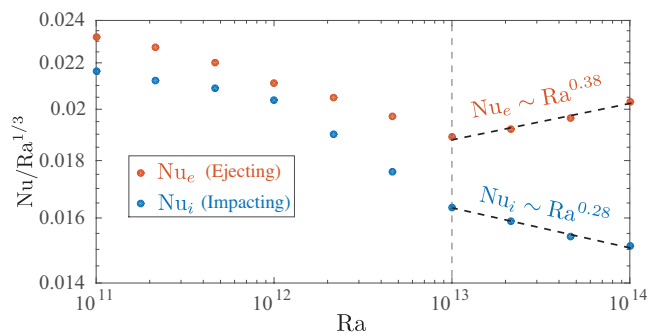 0.024
0.022
0.02
0.018
0.016
0.014
Nu/Ra^{1/3}
Nu_e ∼ Ra^{0.38}
Nu_e (Ejecting)
Nu_i (Impacting)
Nu_i ∼ Ra^{0.28}
10^{11} 10^{12} 10^{13} 10^{14}
Ra